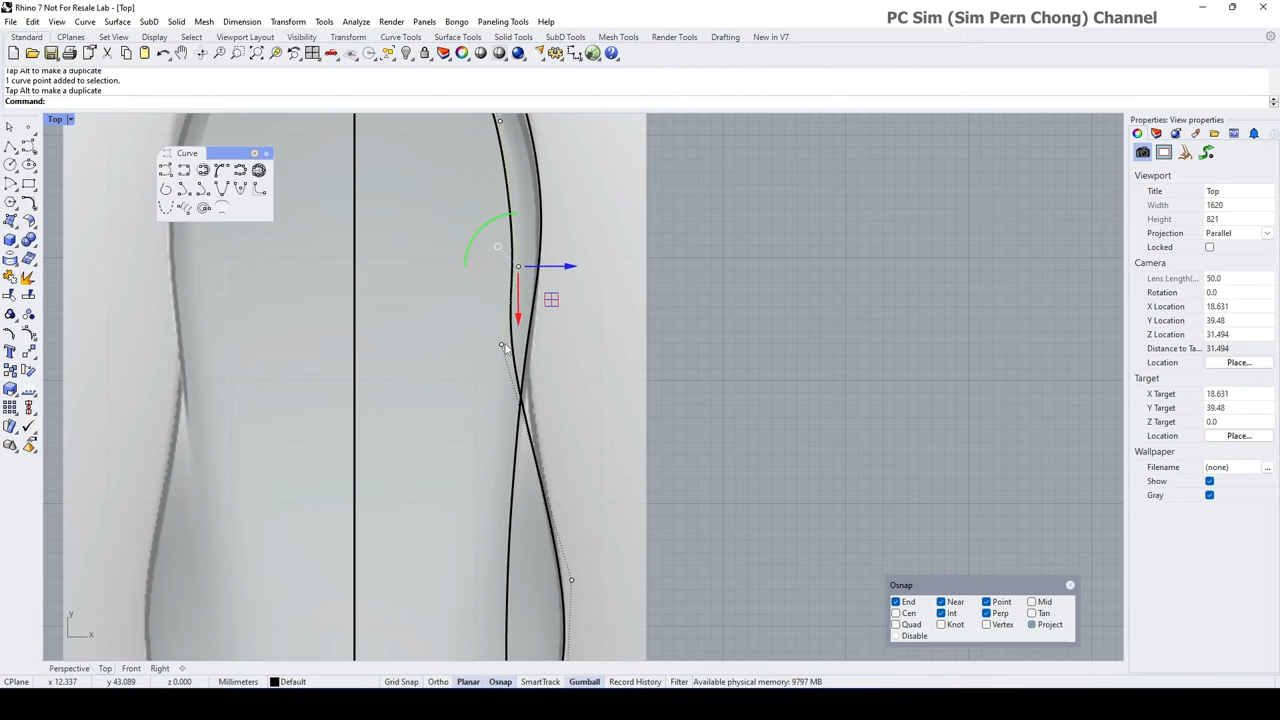 Rhino 7 Not For Resale Lab - [Top]
PC Sim (Sim Pern Chong) Channel
File Edit View Curve Surface SubD Solid Mesh Dimension Transform Tools Analyze Render Panels Bongo Paneling Tools Help
Standard CPlanes Set View Display Select Viewport Layout Visibility Transform Curve Tools Surface Tools Solid Tools SubD Tools Mesh Tools Render Tools Drafting New in V7
Tap Alt to make a duplicate
1 curve point added to selection.
Tap Alt to make a duplicate
Command:
Top
Curve
Properties: View properties
Viewport
Title Top
Width 1620
Height 821
Projection Parallel
Locked
Camera
Lens Length(...
50.0
Rotation 0.0
X Location 18.631
Y Location 39.48
Z Location 31.494
Distance to Ta... 31.494
Location Place...
Target
X Target 18.631
Y Target 39.48
Z Target 0.0
Location Place...
Wallpaper
Filename (none) ...
Show
Gray
Osnap
End Near Point Mid
Cen Int Perp Tan
Quad Knot Vertex Project
Disable
y
x
Perspective Top Front Right
CPlane x 12.337 y 43.089 z 0.000 Millimeters Default Grid Snap Ortho Planar Osnap SmartTrack Gumball Record History Filter Available physical memory: 9797 MB